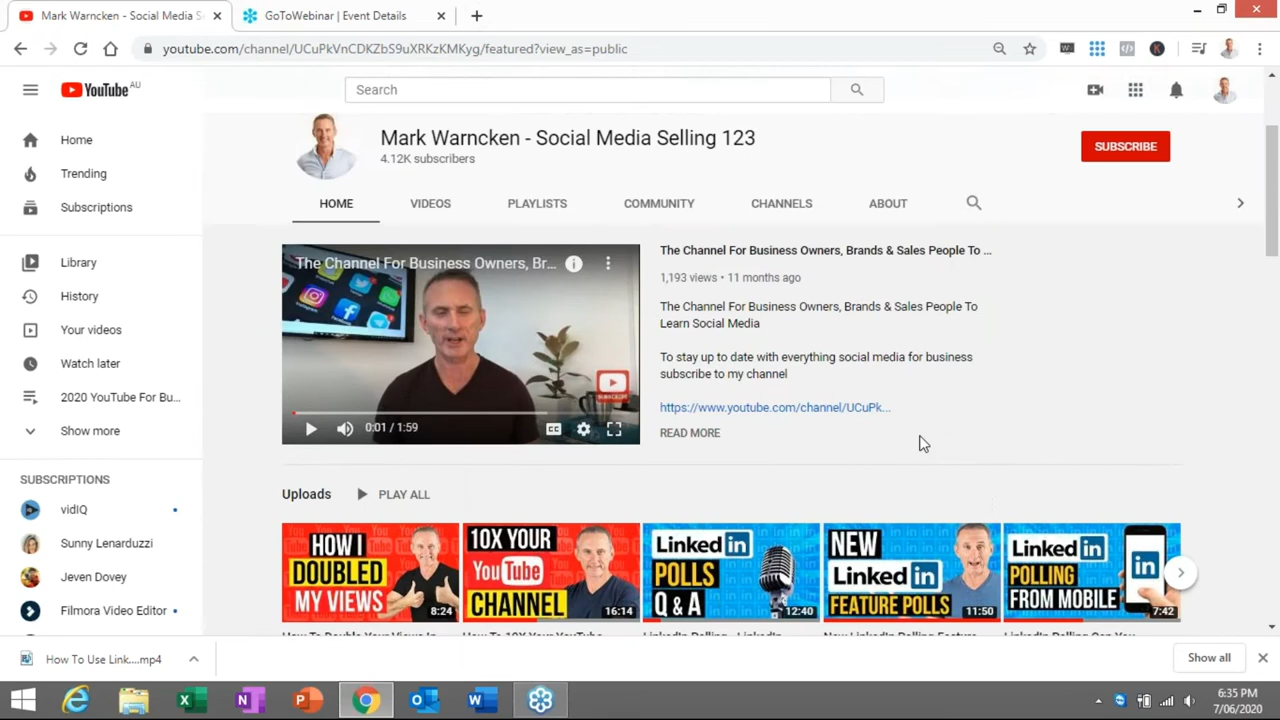 Mark Warncken - Social Media S
GoToWebinar | Event Details
youtube.com/channel/UCuPkVnCDKZbS9uXRKzKMKyg/featured?view_as=public
YouTube AU
Search
Mark Warncken - Social Media Selling 123
4.12K subscribers
SUBSCRIBE
HOME VIDEOS PLAYLISTS COMMUNITY CHANNELS ABOUT
Home
Trending
Subscriptions
Library
History
Your videos
Watch later
2020 YouTube For Bu...
Show more
SUBSCRIPTIONS
vidIQ
Sunny Lenarduzzi
Jeven Dovey
Filmora Video Editor
The Channel For Business Owners, Br...
SUBSCRIBE
0:01 / 1:59
CC
The Channel For Business Owners, Brands & Sales People To ...
1,193 views • 11 months ago
The Channel For Business Owners, Brands & Sales People To
Learn Social Media
To stay up to date with everything social media for business
subscribe to my channel
https://www.youtube.com/channel/UCuPk...
READ MORE
Uploads PLAY ALL
HOW I
DOUBLED
MY VIEWS
8:24
10X YOUR
YouTube
CHANNEL
16:14
Linked in
POLLS
Q & A
12:40
NEW
Linked in
FEATURE POLLS
11:50
Linked in
POLLING
FROM MOBILE
in
7:42
How To Use Link....mp4
Show all
6:35 PM
7/06/2020